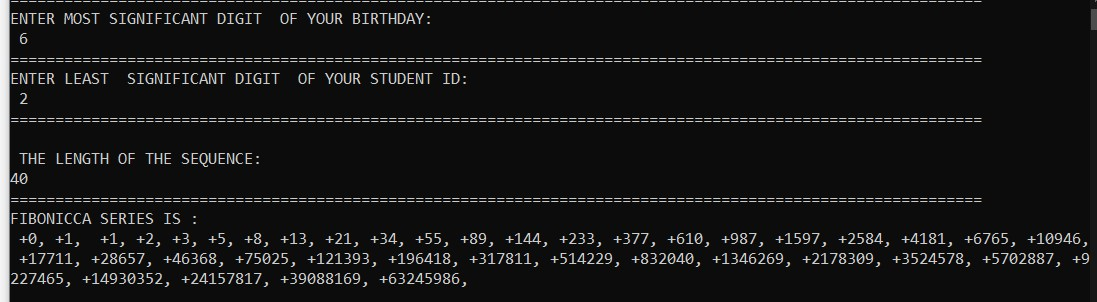 ============================================================================================================
ENTER MOST SIGNIFICANT DIGIT  OF YOUR BIRTHDAY:
 6
============================================================================================================
ENTER LEAST  SIGNIFICANT DIGIT  OF YOUR STUDENT ID:
 2
============================================================================================================
 THE LENGTH OF THE SEQUENCE:
40
============================================================================================================
FIBONICCA SERIES IS :
 +0, +1,  +1, +2, +3, +5, +8, +13, +21, +34, +55, +89, +144, +233, +377, +610, +987, +1597, +2584, +4181, +6765, +10946,
 +17711, +28657, +46368, +75025, +121393, +196418, +317811, +514229, +832040, +1346269, +2178309, +3524578, +5702887, +9
227465, +14930352, +24157817, +39088169, +63245986,